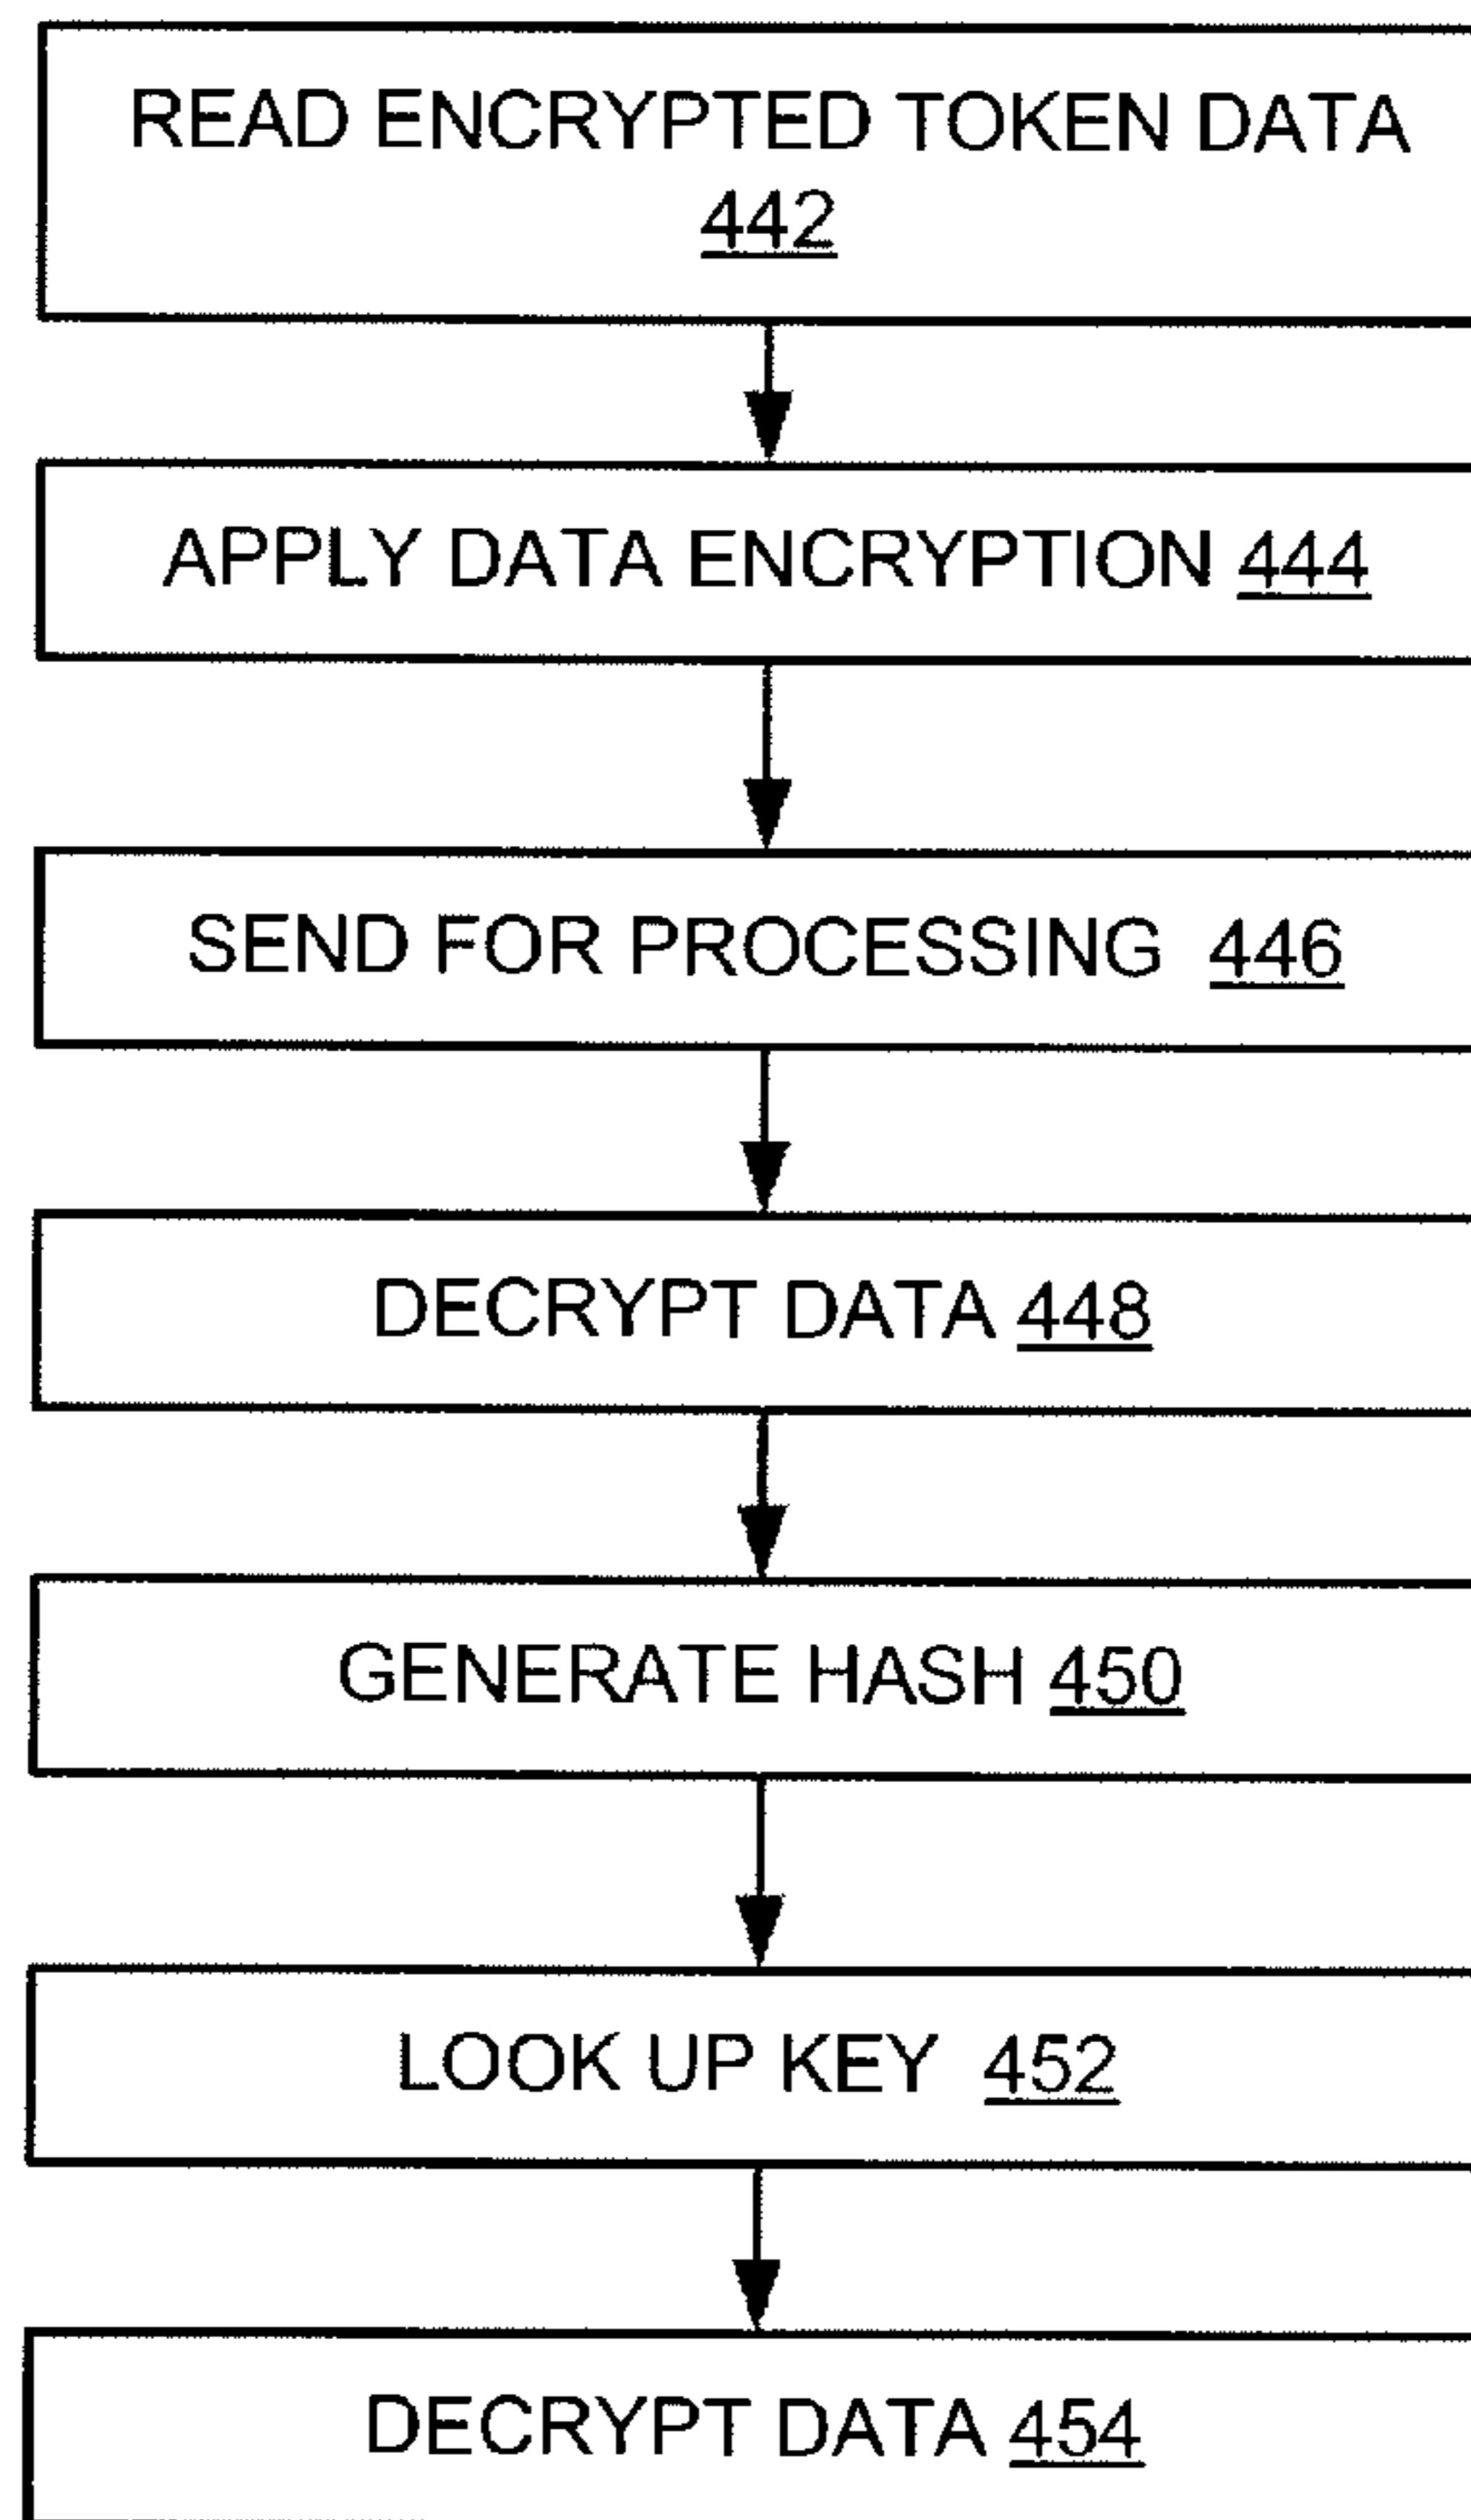 READ ENCRYPTED TOKEN DATA
442
APPLY DATA ENCRYPTION 444
SEND FOR PROCESSING 446
DECRYPT DATA 448
GENERATE HASH 450
LOOK UP KEY 452
DECRYPT DATA 454